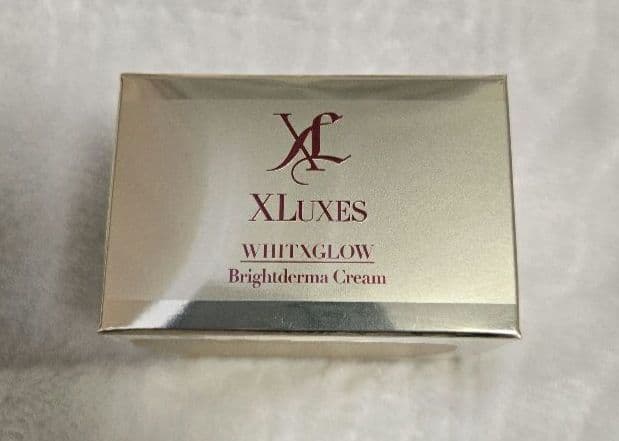 XL
XLUXES
WHITXGLOW
Brightderma Cream